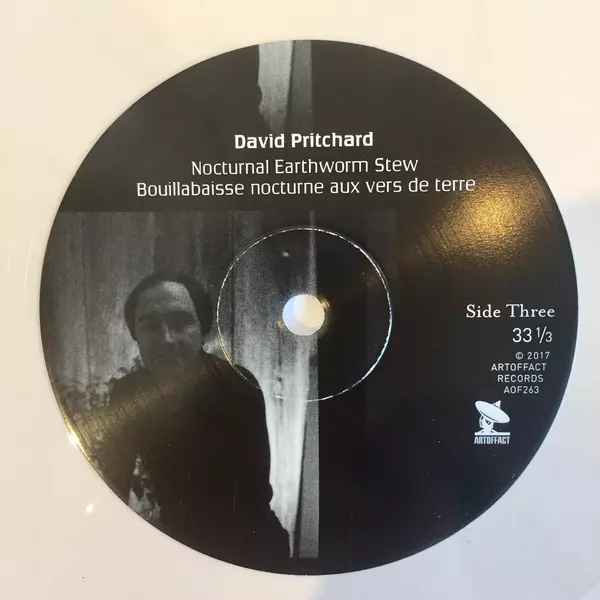 David Pritchard
Nocturnal Earthworm Stew
Bouillabaisse nocturne aux vers de terre
Side Three
33 1/3
© 2017
ARTOFFACT
RECORDS
AOF263
ARTOFFACT